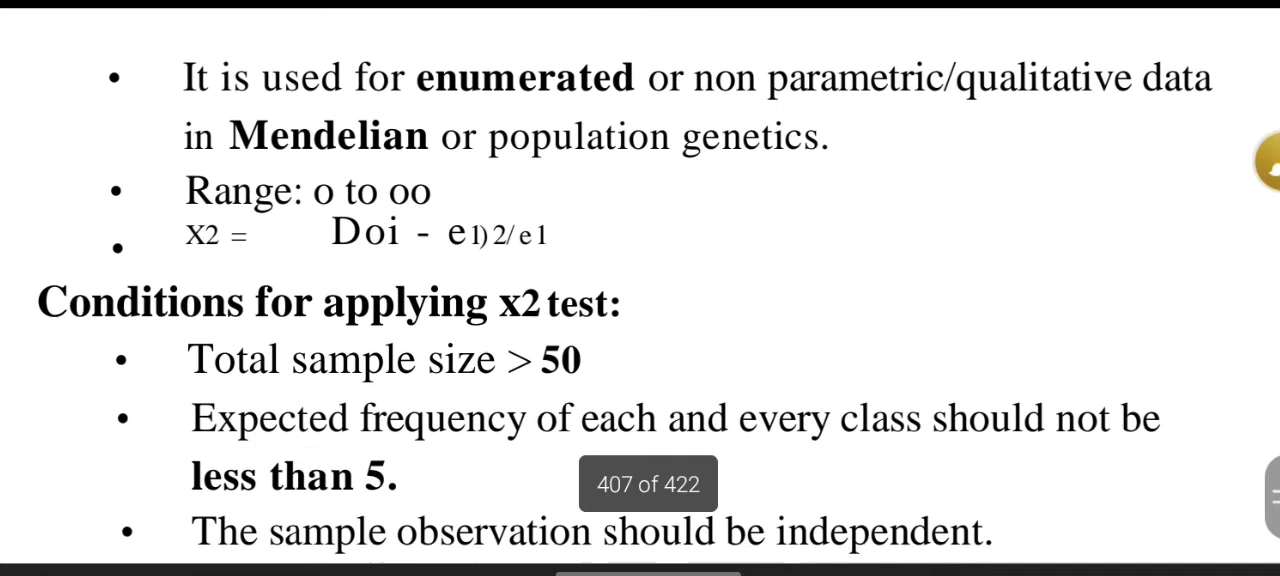 • It is used for enumerated or non parametric/qualitative data
in Mendelian or population genetics.
• Range: o to oo
• X2 = Doi - e1) 2/ e 1
Conditions for applying x2 test:
• Total sample size > 50
• Expected frequency of each and every class should not be
less than 5.
407 of 422
• The sample observation should be independent.